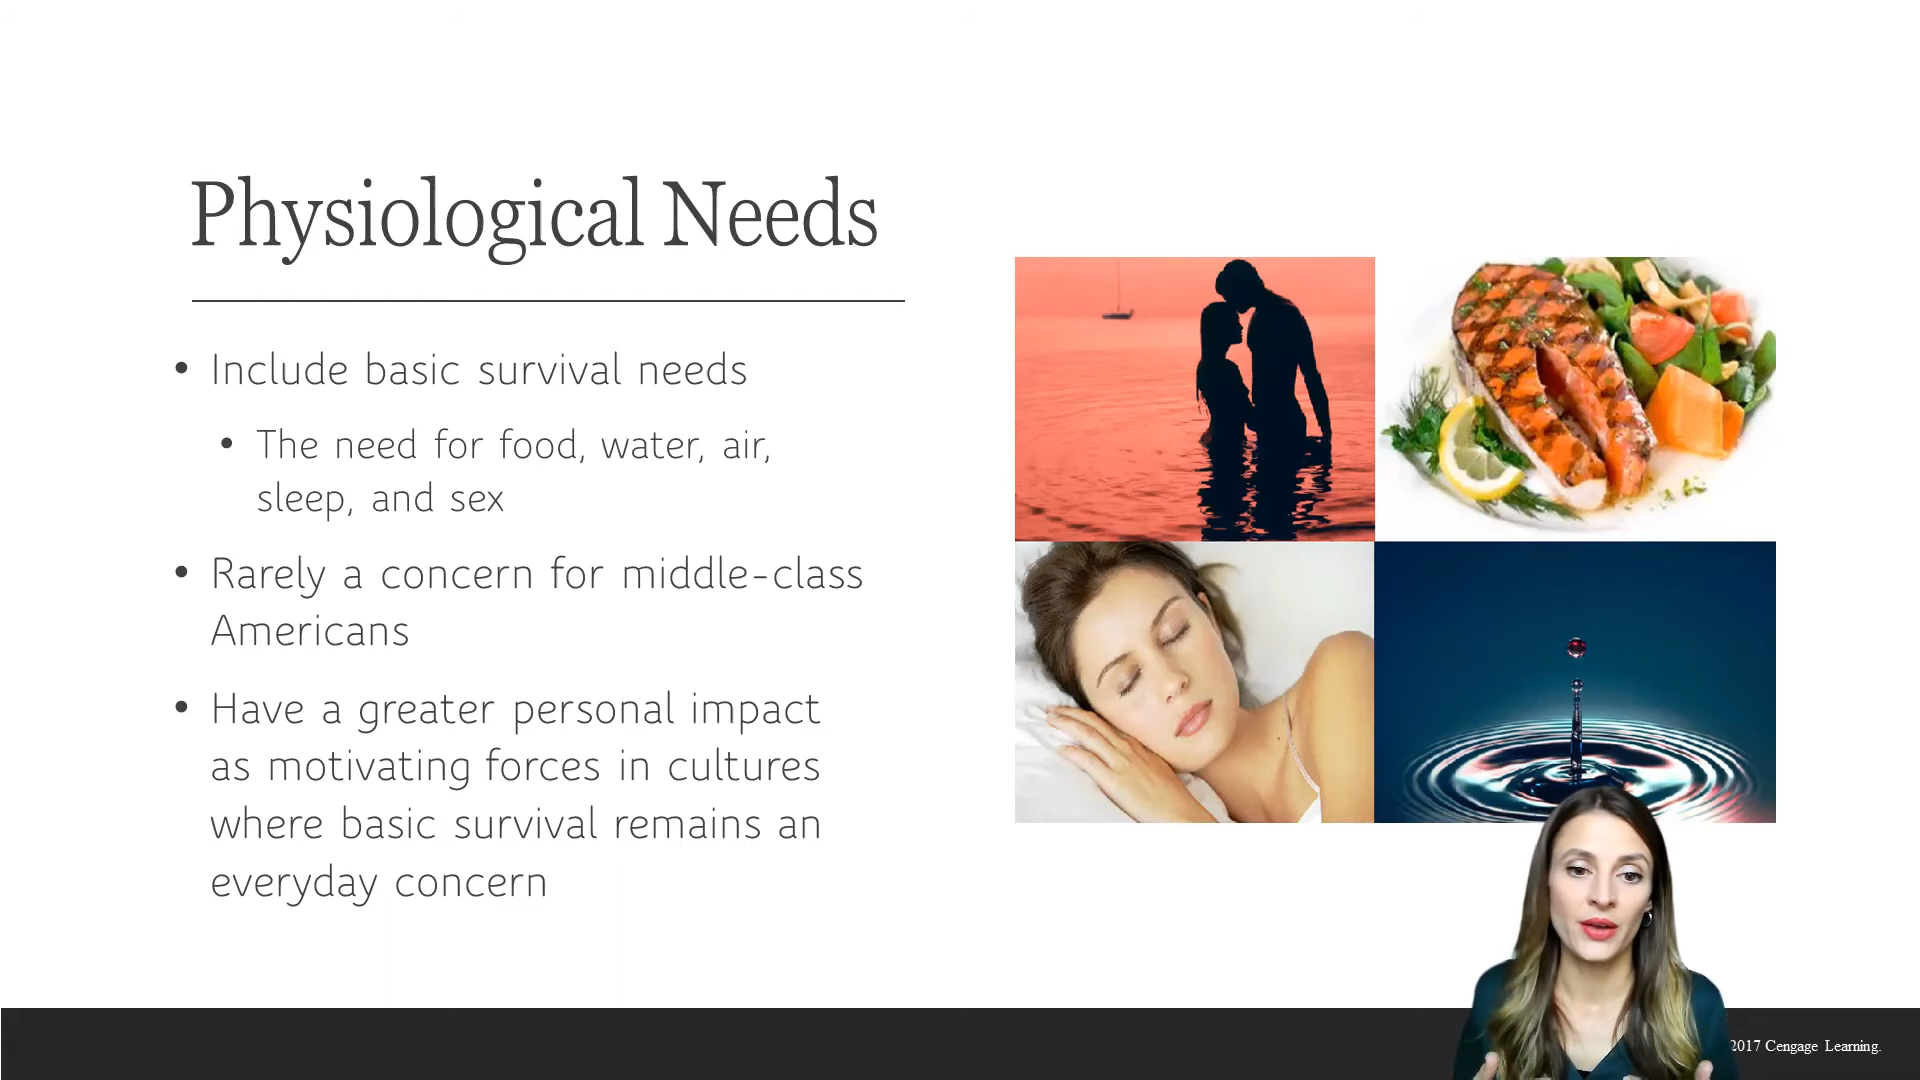 Physiological Needs
• Include basic survival needs
• The need for food, water, air,
sleep, and sex
• Rarely a concern for middle-class
Americans
• Have a greater personal impact
as motivating forces in cultures
where basic survival remains an
everyday concern
2017 Cengage Learning.